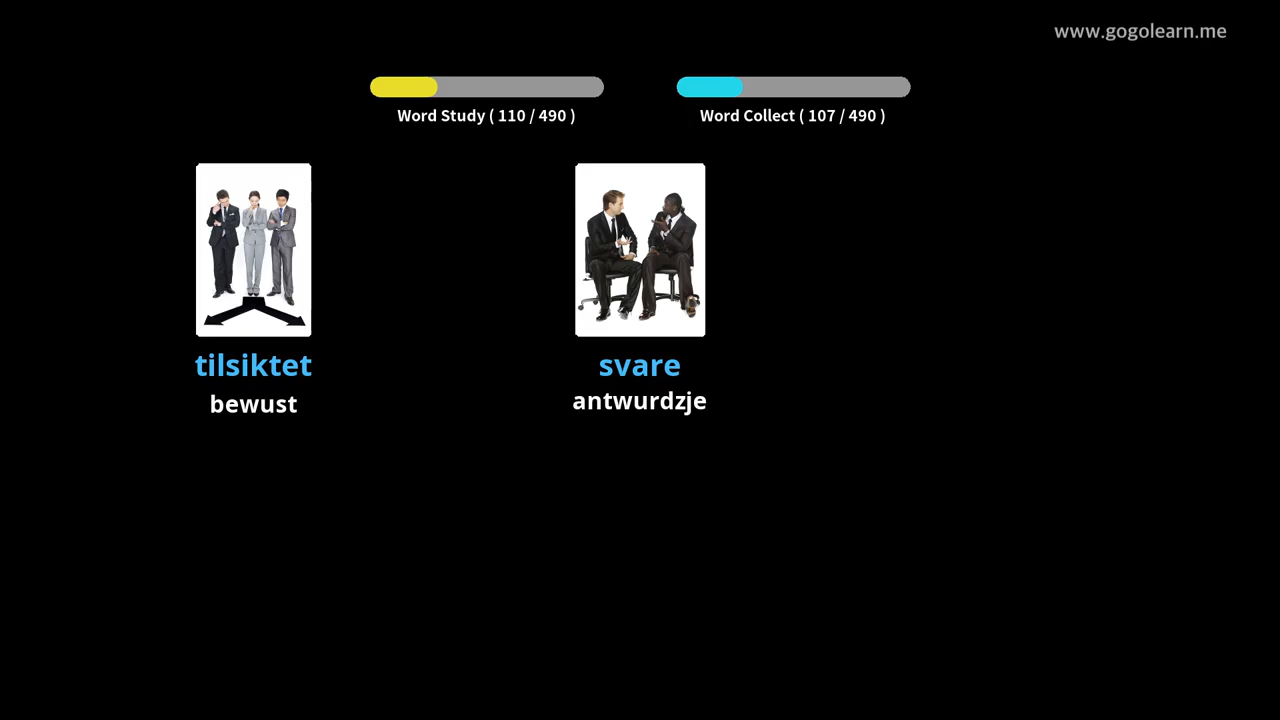 www.gogolearn.me
Word Study ( 110 / 490 )
Word Collect ( 107 / 490 )
tilsiktet
bewust
svare
antwurdzje